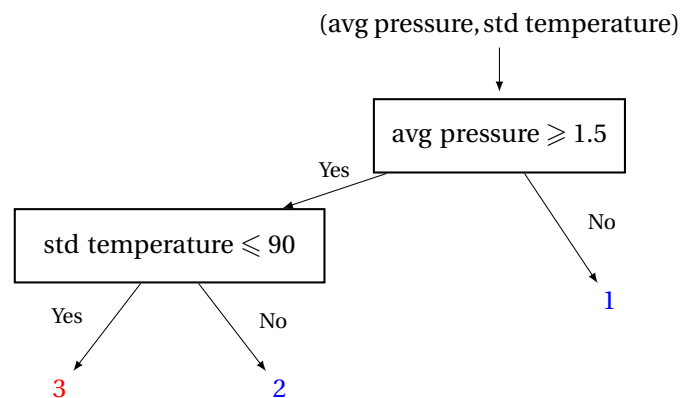 (avg pressure, std temperature)
avg pressure ⩾ 1.5
Yes
No
std temperature ⩽ 90
1
Yes
No
3
2